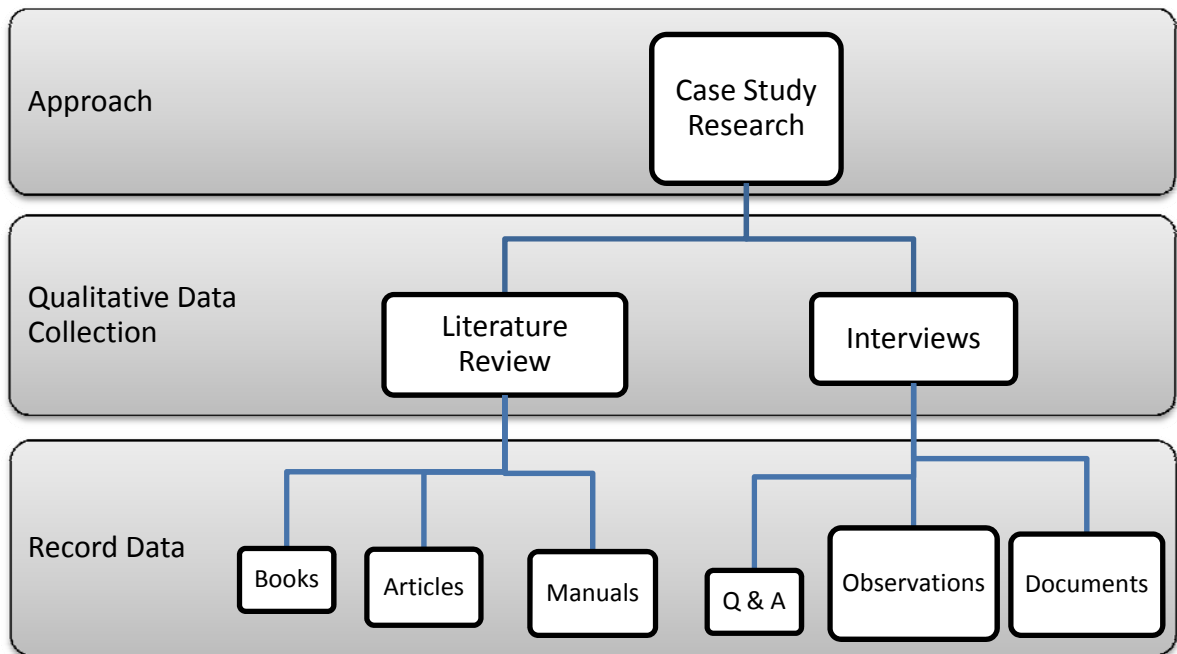 Approach
Case Study
Research
Qualitative Data
Collection
Literature
Review
Interviews
Record Data
Books
Articles
Manuals
Q & A
Observations
Documents